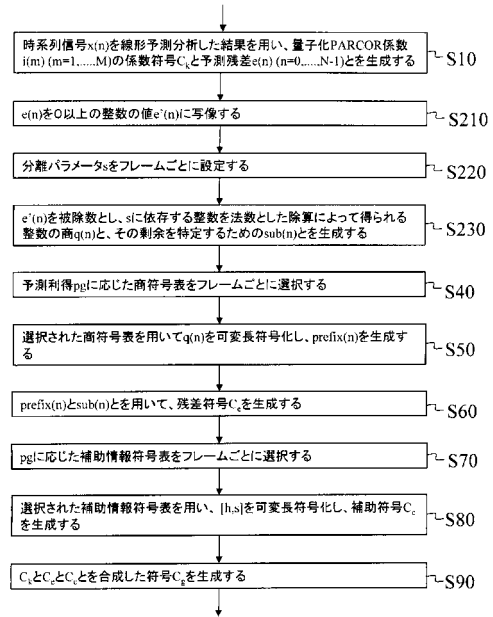 時系列信号x(n)を線形予測分析した結果を用い、量子化PARCOR係数
i(m) (m=1,....,M)の係数符号Cₖと予測残差e(n) (n=0,....,N-1)とを生成する
S10
e(n)を0以上の整数の値e'(n)に写像する
S210
分離パラメータsをフレームごとに設定する
S220
e'(n)を被除数とし、sに依存する整数を法数とした除算によって得られる
整数の商q(n)と、その剰余を特定するためのsub(n)とを生成する
S230
予測利得pgに応じた商符号表をフレームごとに選択する
S40
選択された商符号表を用いてq(n)を可変長符号化し、prefix(n)を生成す
る
S50
prefix(n)とsub(n)とを用いて、残差符号Cₑを生成する
S60
pgに応じた補助情報符号表をフレームごとに選択する
S70
選択された補助情報符号表を用い、[h,s]を可変長符号化し、補助符号C꜀
を生成する
S80
CₖとCₑとC꜀とを合成した符号C_gを生成する
S90